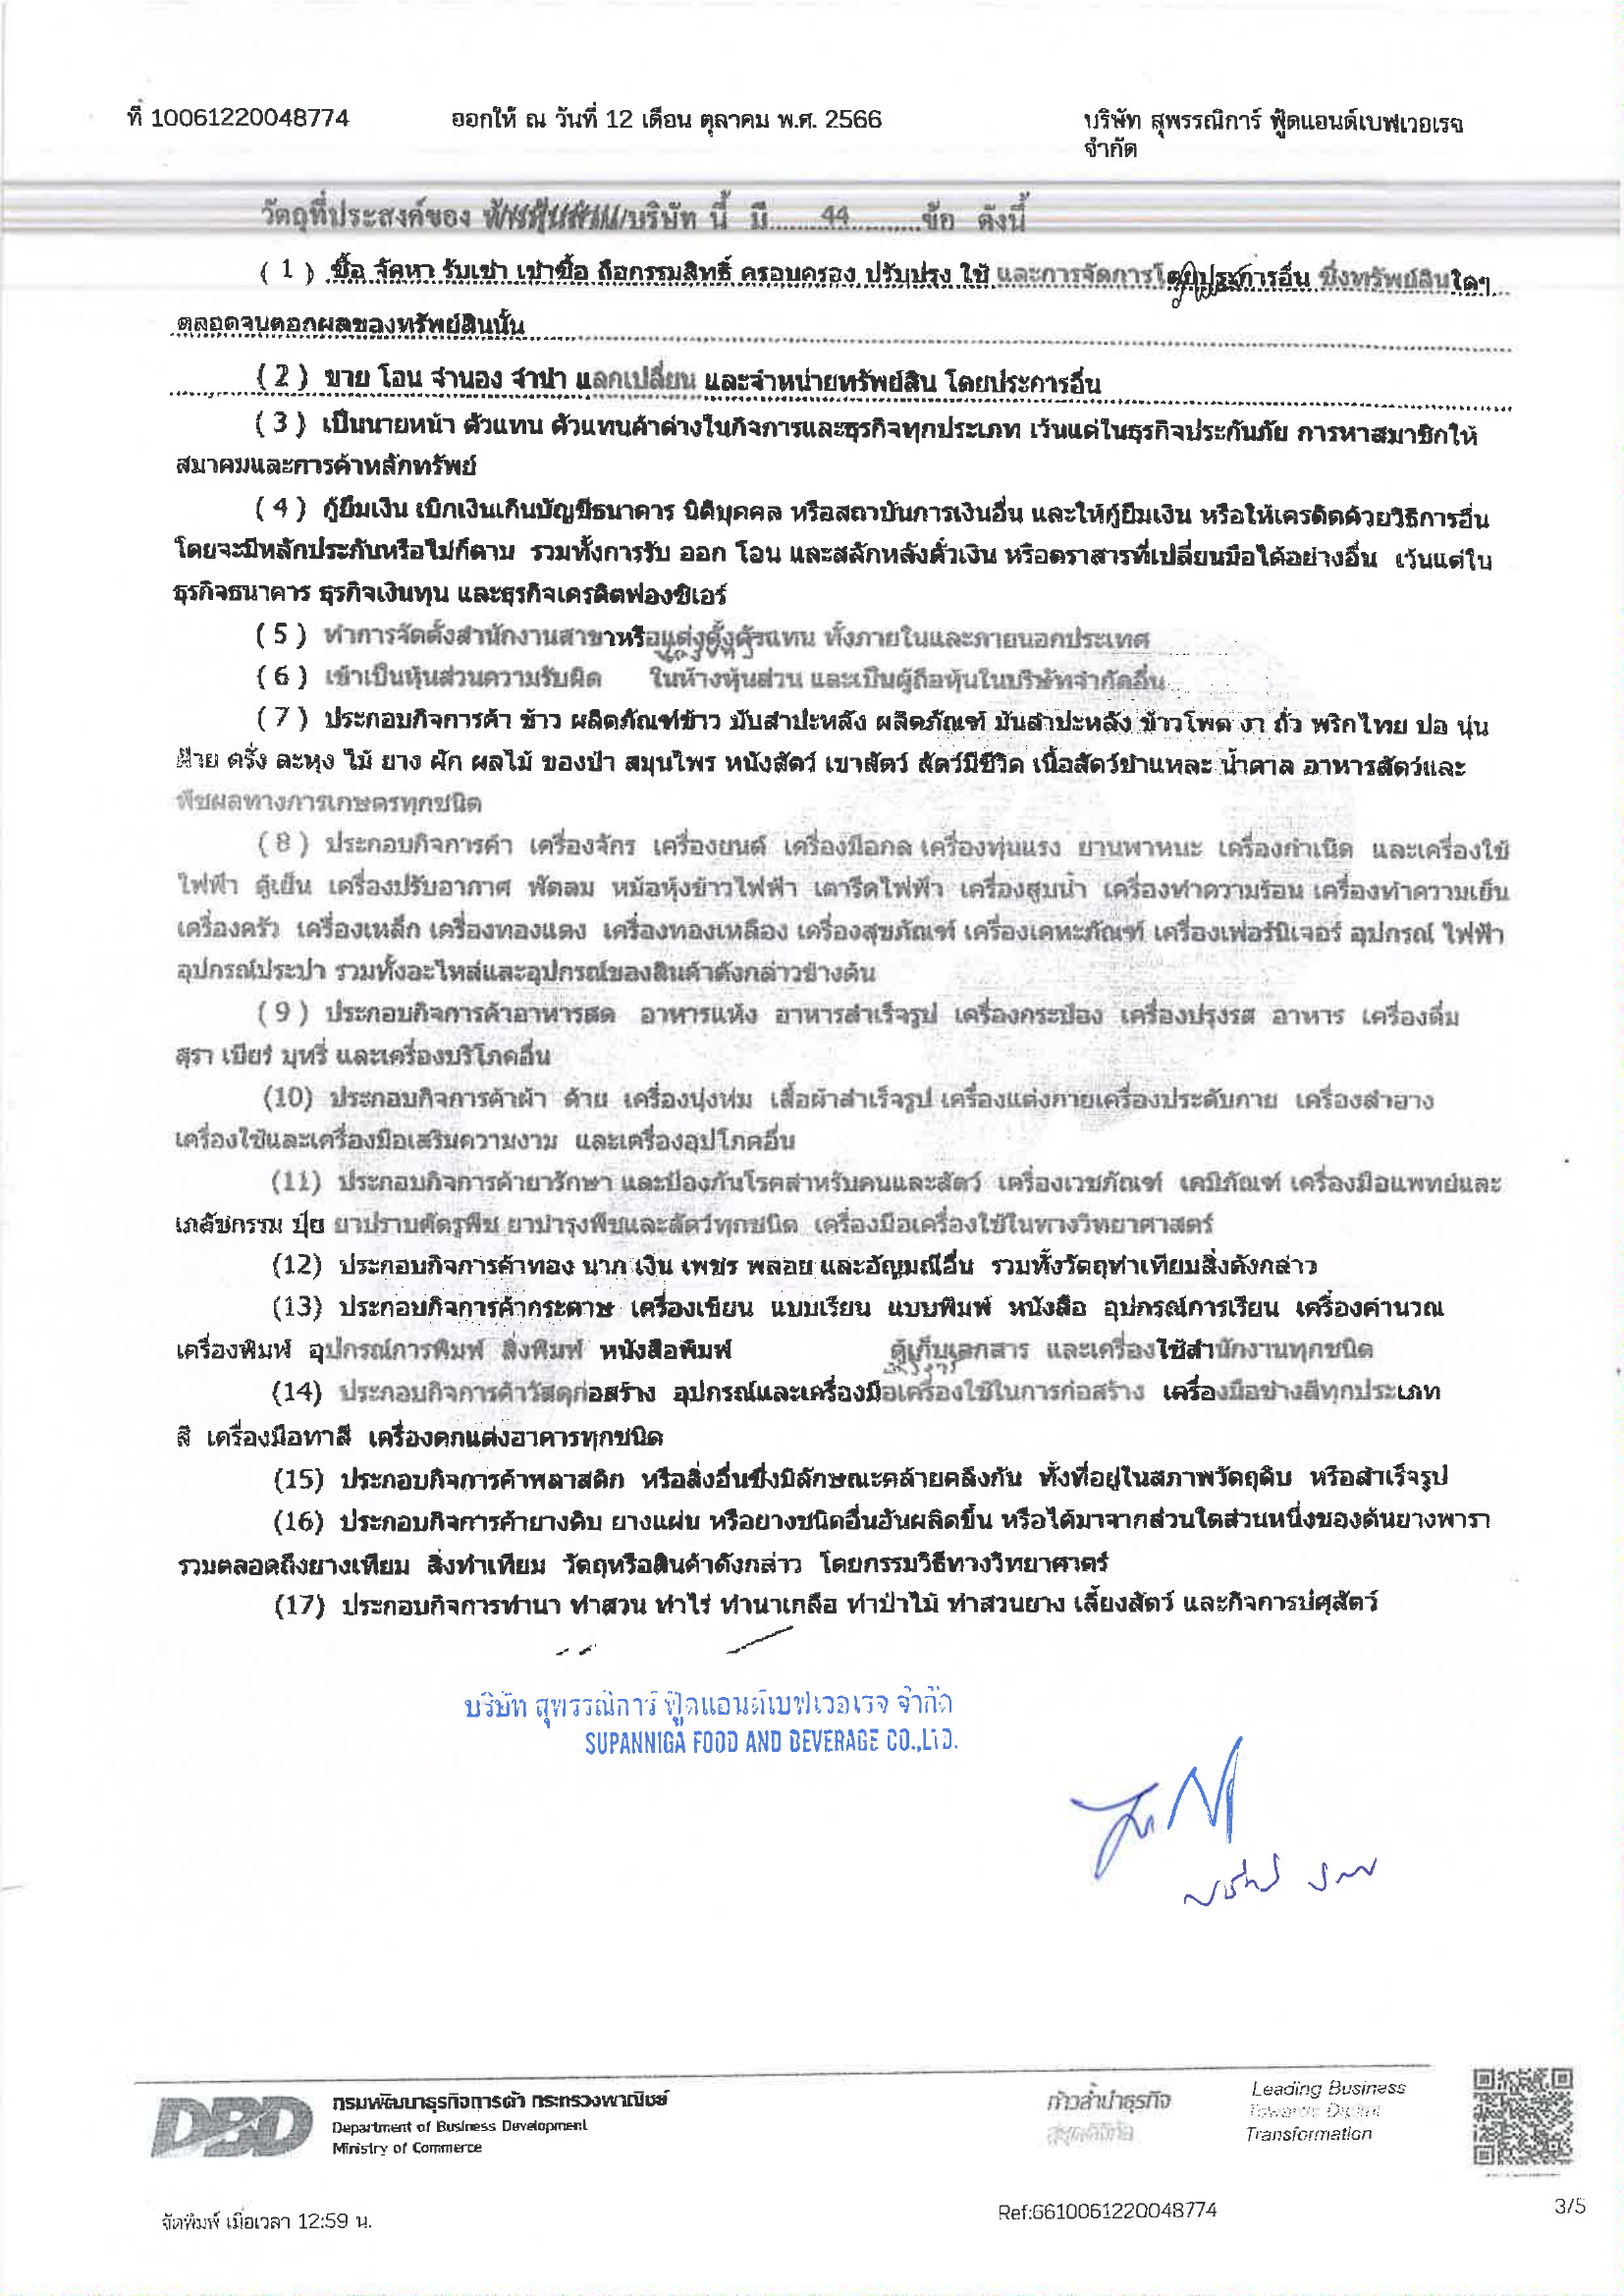 ที่ 10061220048774 ออกให้ ณ วันที่ 12 เดือน ตุลาคม พ.ศ. 2566 บริษัท สุพรรณิการ์ ฟู้ดแอนด์เบฟเวอเรจ
จำกัด
วัตถุที่ประสงค์ของ ห้างหุ้นส่วน/บริษัท นี้ มี.........44...........ข้อ ดังนี้
( 1 ) ซื้อ จัดหา รับเช่า เช่าซื้อ ถือกรรมสิทธิ์ ครอบครอง ปรับปรุง ใช้ และการจัดการโดยประการอื่น ซึ่งทรัพย์สินใดๆ
ตลอดจนดอกผลของทรัพย์สินนั้น
( 2 ) ขาย โอน จำนอง จำนำ แลกเปลี่ยน และจำหน่ายทรัพย์สิน โดยประการอื่น
( 3 ) เป็นนายหน้า ตัวแทน ตัวแทนค้าต่างในกิจการและธุรกิจทุกประเภท เว้นแต่ในธุรกิจประกันภัย การหาสมาชิกให้
สมาคมและการค้าหลักทรัพย์
( 4 ) กู้ยืมเงิน เบิกเงินเกินบัญชีธนาคาร นิติบุคคล หรือสถาบันการเงินอื่น และให้กู้ยืมเงิน หรือให้เครดิตด้วยวิธีการอื่น
โดยจะมีหลักประกันหรือไม่ก็ตาม รวมทั้งการรับ ออก โอน และสลักหลังตั๋วเงิน หรือตราสารที่เปลี่ยนมือได้อย่างอื่น เว้นแต่ใน
ธุรกิจธนาคาร ธุรกิจเงินทุน และธุรกิจเครดิตฟองซิเอร์
( 5 ) ทำการจัดตั้งสำนักงานสาขาหรือแต่งตั้งตัวแทน ทั้งภายในและภายนอกประเทศ
( 6 ) เข้าเป็นหุ้นส่วนความรับผิด ในห้างหุ้นส่วน และเป็นผู้ถือหุ้นในบริษัทจำกัดอื่น
( 7 ) ประกอบกิจการค้า ข้าว ผลิตภัณฑ์ข้าว มันสำปะหลัง ผลิตภัณฑ์ มันสำปะหลัง ข้าวโพด งา ถั่ว พริกไทย ปอ นุ่น
ฝ้าย ครั่ง ละหุง ไม้ ยาง ผัก ผลไม้ ของป่า สมุนไพร หนังสัตว์ เขาสัตว์ สัตว์มีชีวิต เนื้อสัตว์ชำแหละ น้ำตาล อาหารสัตว์และ
พืชผลทางการเกษตรทุกชนิด
( 8 ) ประกอบกิจการค้า เครื่องจักร เครื่องยนต์ เครื่องมือกล เครื่องทุ่นแรง ยานพาหนะ เครื่องกำเนิด และเครื่องใช้
ไฟฟ้า ตู้เย็น เครื่องปรับอากาศ พัดลม หม้อหุงข้าวไฟฟ้า เตารีดไฟฟ้า เครื่องสูบน้ำ เครื่องทำความร้อน เครื่องทำความเย็น
เครื่องครัว เครื่องเหล็ก เครื่องทองแดง เครื่องทองเหลือง เครื่องสุขภัณฑ์ เครื่องเคหะภัณฑ์ เครื่องเฟอร์นิเจอร์ อุปกรณ์ ไฟฟ้า
อุปกรณ์ประปา รวมทั้งอะไหล่และอุปกรณ์ของสินค้าดังกล่าวข้างต้น
( 9 ) ประกอบกิจการค้าอาหารสด อาหารแห้ง อาหารสำเร็จรูป เครื่องกระป๋อง เครื่องปรุงรส อาหาร เครื่องดื่ม
สุรา เบียร์ บุหรี่ และเครื่องบริโภคอื่น
(10) ประกอบกิจการค้าผ้า ด้าย เครื่องนุ่งห่ม เสื้อผ้าสำเร็จรูป เครื่องแต่งกายเครื่องประดับกาย เครื่องสำอาง
เครื่องใช้และเครื่องมือเสริมความงาม และเครื่องอุปโภคอื่น
(11) ประกอบกิจการค้ายารักษา และป้องกันโรคสำหรับคนและสัตว์ เครื่องเวชภัณฑ์ เคมีภัณฑ์ เครื่องมือแพทย์และ
เภสัชกรรม ปุ๋ย ยาปราบศัตรูพืช ยาบำรุงพืชและสัตว์ทุกชนิด เครื่องมือเครื่องใช้ในทางวิทยาศาสตร์
(12) ประกอบกิจการค้าทอง นาก เงิน เพชร พลอย และอัญมณีอื่น รวมทั้งวัตถุทำเทียมสิ่งดังกล่าว
(13) ประกอบกิจการค้ากระดาษ เครื่องเขียน แบบเรียน แบบพิมพ์ หนังสือ อุปกรณ์การเรียน เครื่องคำนวณ
เครื่องพิมพ์ อุปกรณ์การพิมพ์ สิ่งพิมพ์ หนังสือพิมพ์ ตู้เก็บเอกสาร และเครื่องใช้สำนักงานทุกชนิด
(14) ประกอบกิจการค้าวัสดุก่อสร้าง อุปกรณ์และเครื่องมือเครื่องใช้ในการก่อสร้าง เครื่องมือช่างสีทุกประเภท
สี เครื่องมือทาสี เครื่องตกแต่งอาคารทุกชนิด
(15) ประกอบกิจการค้าพลาสติก หรือสิ่งอื่นซึ่งมีลักษณะคล้ายคลึงกัน ทั้งที่อยู่ในสภาพวัตถุดิบ หรือสำเร็จรูป
(16) ประกอบกิจการค้ายางดิบ ยางแผ่น หรือยางชนิดอื่นอันผลิตขึ้น หรือได้มาจากส่วนใดส่วนหนึ่งของต้นยางพารา
รวมตลอดถึงยางเทียม สิ่งทำเทียม วัตถุหรือสินค้าดังกล่าว โดยกรรมวิธีทางวิทยาศาตร์
(17) ประกอบกิจการทำนา ทำสวน ทำไร่ ทำนาเกลือ ทำป่าไม้ ทำสวนยาง เลี้ยงสัตว์ และกิจการปศุสัตว์
บริษัท สุพรรณิการ์ ฟู้ดแอนด์เบฟเวอเรจ จำกัด
SUPANNIGA FOOD AND BEVERAGE CO.,LTD.
DBD
กรมพัฒนาธุรกิจการค้า กระทรวงพาณิชย์
Department of Business Development
Ministry of Commerce
ก้าวล้ำนำธุรกิจ
สู่ยุคดิจิทัล
Leading Business
Towards Digital
Transformation
จัดพิมพ์ เมื่อเวลา 12:59 น. Ref:6610061220048774 3/5